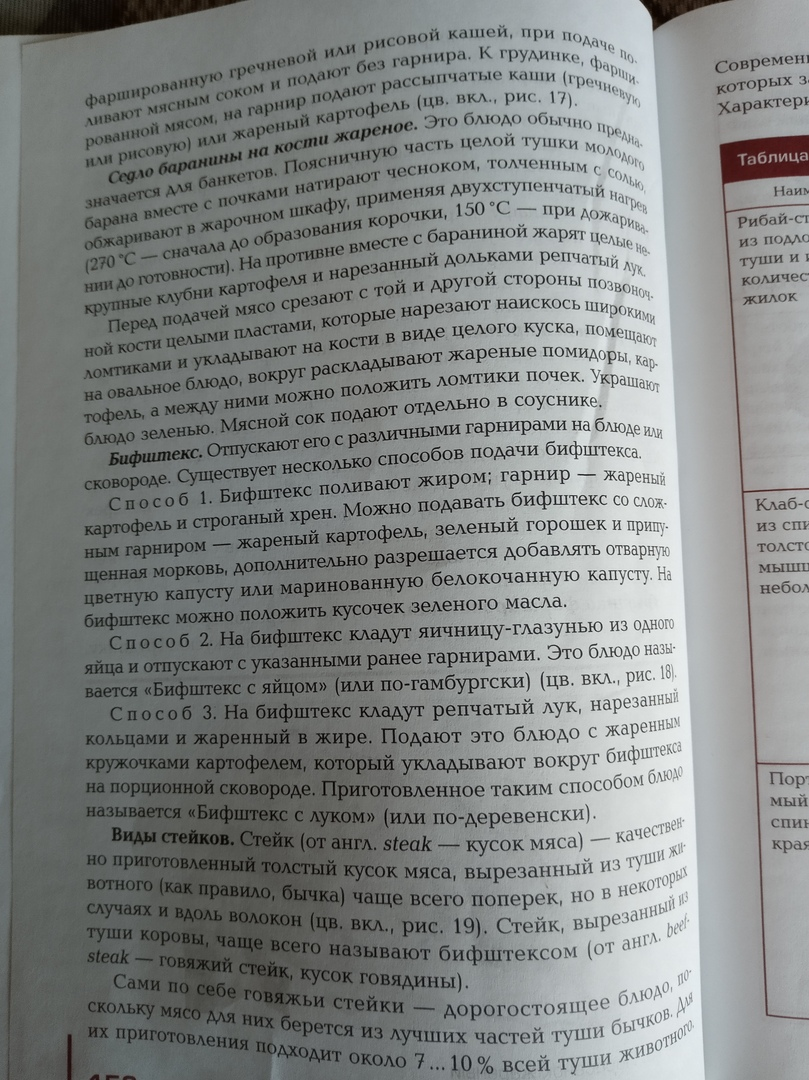 фаршированную гречневой или рисовой кашей, при подаче по-
ливают мясным соком и подают без гарнира. К грудинке, фарши-
рованной мясом, на гарнир подают рассыпчатые каши (гречневую
или рисовую) или жареный картофель (цв. вкл., рис. 17).
Седло баранины на кости жареное. Это блюдо обычно предна-
значается для банкетов. Поясничную часть целой тушки молодого
барана вместе с почками натирают чесноком, толченным с солью,
обжаривают в жарочном шкафу, применяя двухступенчатый нагрев
(270 °С — сначала до образования корочки, 150 °С — при дожарива-
нии до готовности). На противне вместе с бараниной жарят целые не-
крупные клубни картофеля и нарезанный дольками репчатый лук.
Перед подачей мясо срезают с той и другой стороны позвоноч-
ной кости целыми пластами, которые нарезают наискось широкими
ломтиками и укладывают на кости в виде целого куска, помещают
на овальное блюдо, вокруг раскладывают жареные помидоры, кар-
тофель, а между ними можно положить ломтики почек. Украшают
блюдо зеленью. Мясной сок подают отдельно в соуснике.
Бифштекс. Отпускают его с различными гарнирами на блюде или
сковороде. Существует несколько способов подачи бифштекса.
Способ 1. Бифштекс поливают жиром; гарнир — жареный
картофель и строганый хрен. Можно подавать бифштекс со слож-
ным гарниром — жареный картофель, зеленый горошек и припу-
щенная морковь, дополнительно разрешается добавлять отварную
цветную капусту или маринованную белокочанную капусту. На
бифштекс можно положить кусочек зеленого масла.
Способ 2. На бифштекс кладут яичницу-глазунью из одного
яйца и отпускают с указанными ранее гарнирами. Это блюдо назы-
вается «Бифштекс с яйцом» (или по-гамбургски) (цв. вкл., рис. 18).
Способ 3. На бифштекс кладут репчатый лук, нарезанный
кольцами и жаренный в жире. Подают это блюдо с жаренным
кружочками картофелем, который укладывают вокруг бифштекса
на порционной сковороде. Приготовленное таким способом блюдо
называется «Бифштекс с луком» (или по-деревенски).
Виды стейков. Стейк (от англ. steak — кусок мяса) — качествен-
но приготовленный толстый кусок мяса, вырезанный из туши жи-
вотного (как правило, бычка) чаще всего поперек, но в некоторых
случаях и вдоль волокон (цв. вкл., рис. 19). Стейк, вырезанный из
туши коровы, чаще всего называют бифштексом (от англ. beef-
steak — говяжий стейк, кусок говядины).
Сами по себе говяжьи стейки — дорогостоящее блюдо, по-
скольку мясо для них берется из лучших частей туши бычков. Для
их приготовления подходит около 7 ... 10 % всей туши животного.
которых
Характери
Таблица
Наим
Рибай-ст
из подло
туши и и
количест
жилок
из спи
толсто
мышц
небол
Порт
мый
спин
края